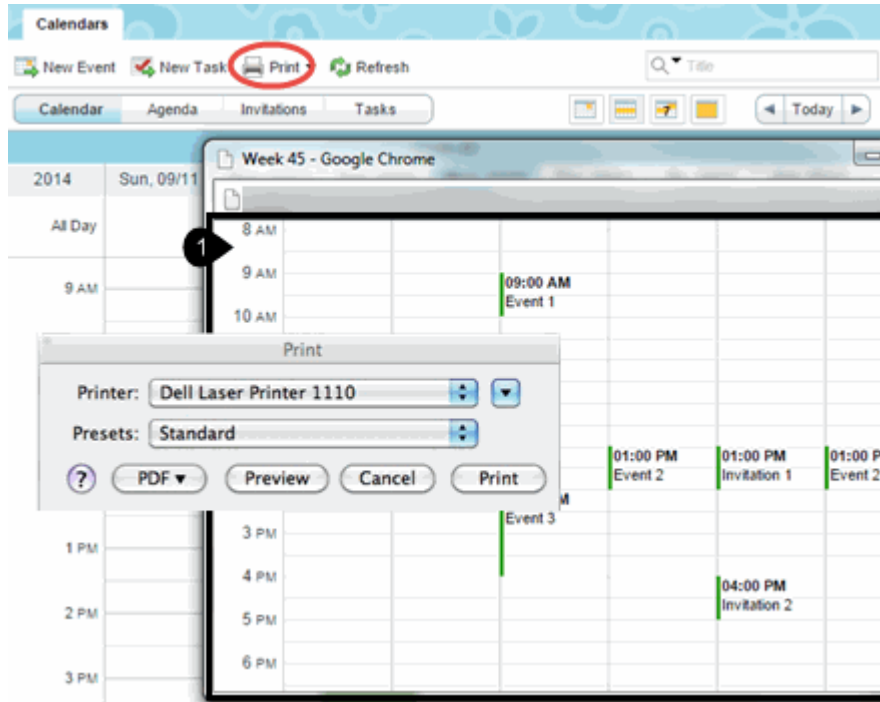 Calendars
New Event New Task Print Refresh Title
Calendar Agenda Invitations Tasks 7 Today
Week 45 - Google Chrome
2014 Sun, 09/11
All Day
1
8 AM
9 AM
09:00 AM
Event 1
9 AM
10 AM
Print
Printer: Dell Laser Printer 1110
Presets: Standard
? PDF Preview Cancel Print
01:00 PM 01:00 PM 01:00 P
Event 2 Invitation 1 Event 2
M
Event 3
3 PM
1 PM
4 PM
04:00 PM
Invitation 2
2 PM
5 PM
6 PM
3 PM